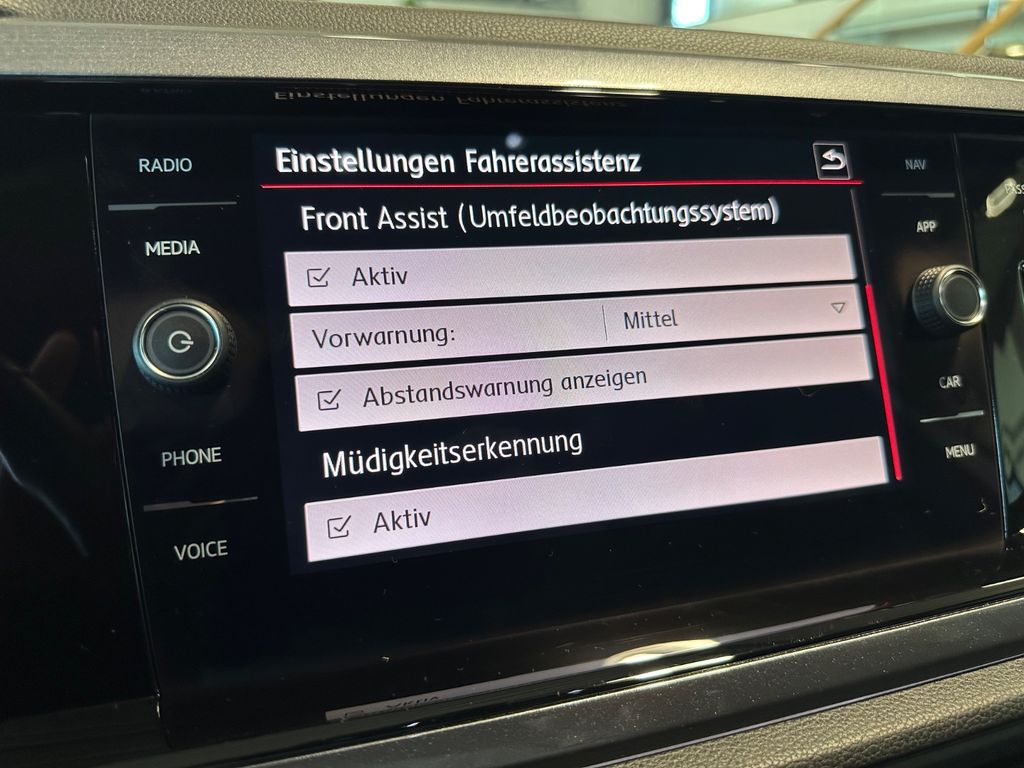 Einstellungen Fahrerassistenz
Front Assist (Umfeldbeobachtungssystem)
Aktiv
Vorwarnung: Mittel
Abstandswarnung anzeigen
Müdigkeitserkennung
Aktiv
RADIO
MEDIA
PHONE
VOICE
NAV
APP
CAR
MENU